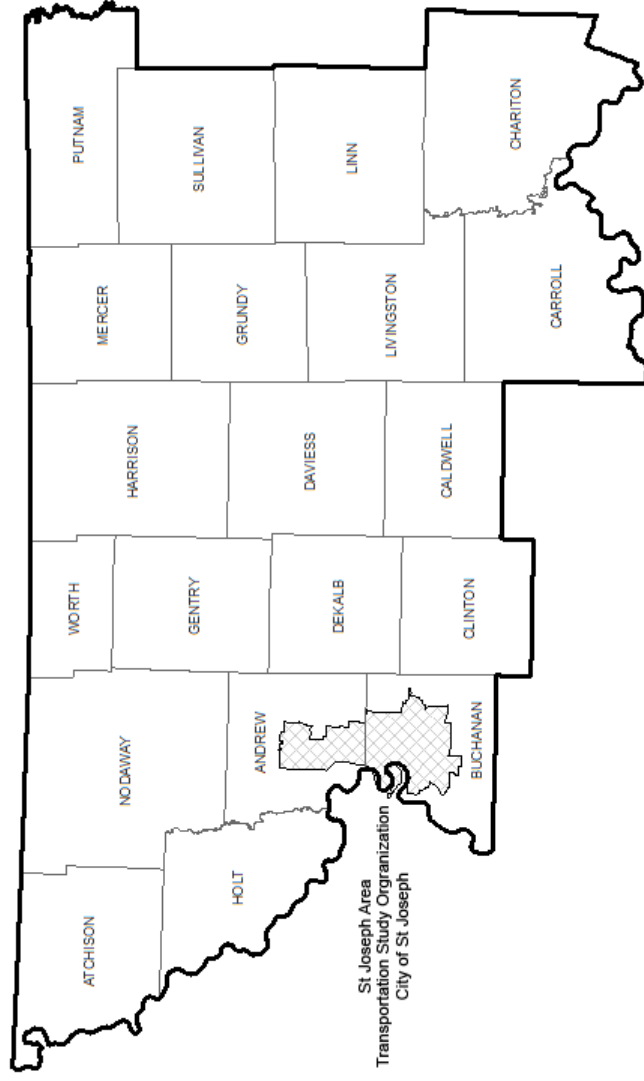 ATCHISON
NODAWAY
WORTH
HARRISON
MERCER
PUTNAM
HOLT
ANDREW
GENTRY
DAVIESS
GRUNDY
SULLIVAN
DEKALB
LIVINGSTON
LINN
BUCHANAN
CLINTON
CALDWELL
CARROLL
CHARITON
St Joseph Area
Transportation Study Orgranization
City of St Joseph